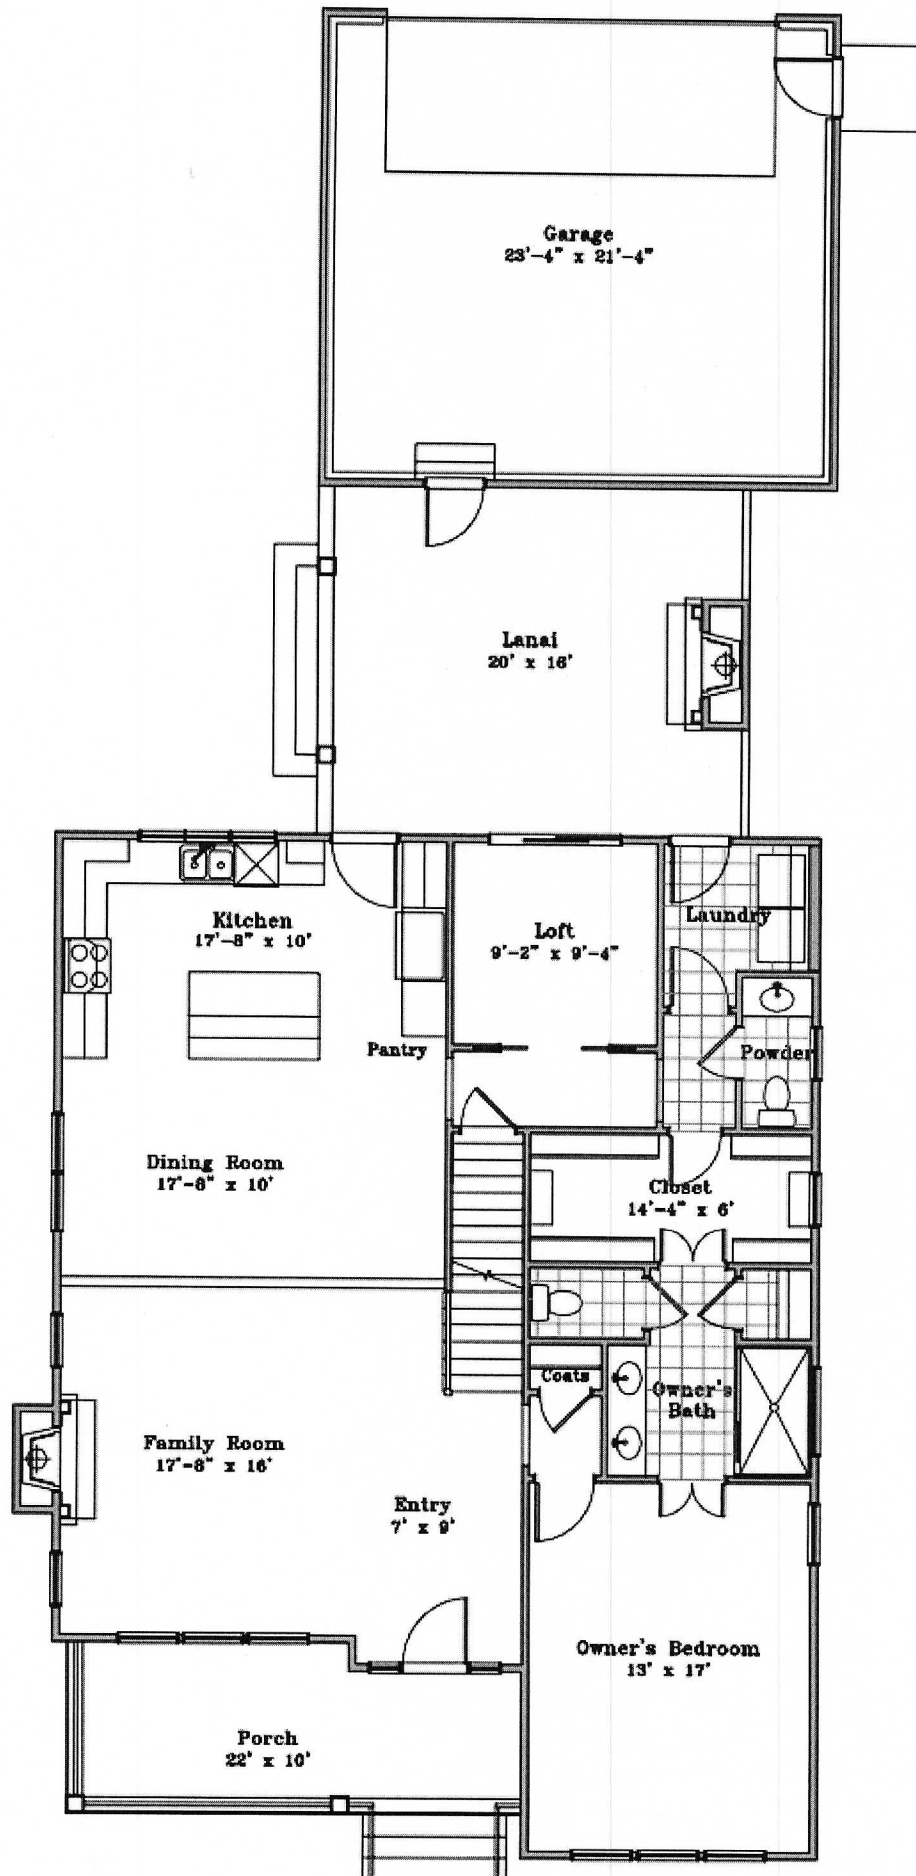 Garage
23'-4" x 21'-4"
Lanai
20' x 16'
Kitchen
17'-8" x 10'
Loft
9'-2" x 9'-4"
Laundry
Pantry
Powder
Dining Room
17'-8" x 10'
Closet
14'-4" x 6'
Coats
Owner's
Bath
Family Room
17'-8" x 16'
Entry
7' x 9'
Owner's Bedroom
13' x 17'
Porch
22' x 10'